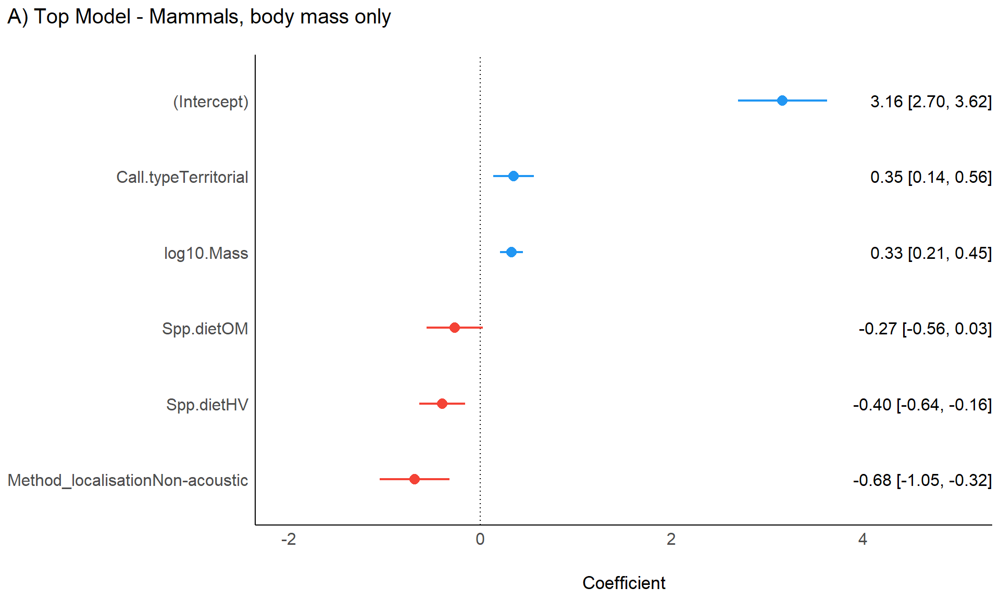 A) Top Model - Mammals, body mass only
(Intercept) 3.16 [2.70, 3.62]
Call.typeTerritorial 0.35 [0.14, 0.56]
log10.Mass 0.33 [0.21, 0.45]
Spp.dietOM -0.27 [-0.56, 0.03]
Spp.dietHV -0.40 [-0.64, -0.16]
Method_localisationNon-acoustic -0.68 [-1.05, -0.32]
-2 0 2 4
Coefficient